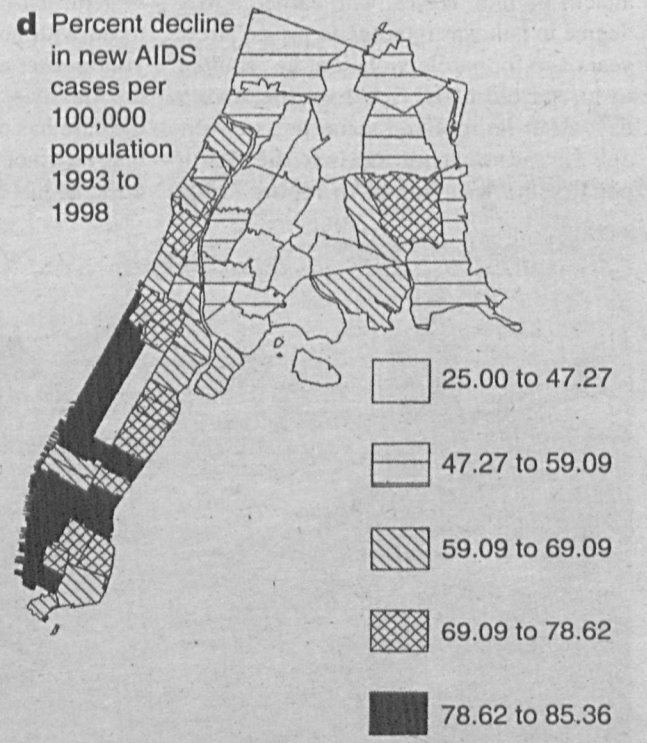 d Percent decline
in new AIDS
cases per
100,000
population
1993 to
1998
25.00 to 47.27
47.27 to 59.09
59.09 to 69.09
69.09 to 78.62
78.62 to 85.36